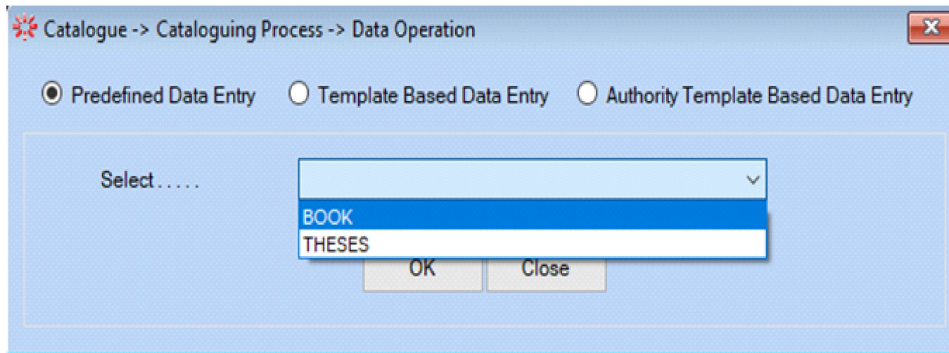 Catalogue -> Cataloguing Process -> Data Operation
Predefined Data Entry Template Based Data Entry Authority Template Based Data Entry
Select .....
BOOK
THESES
OK Close